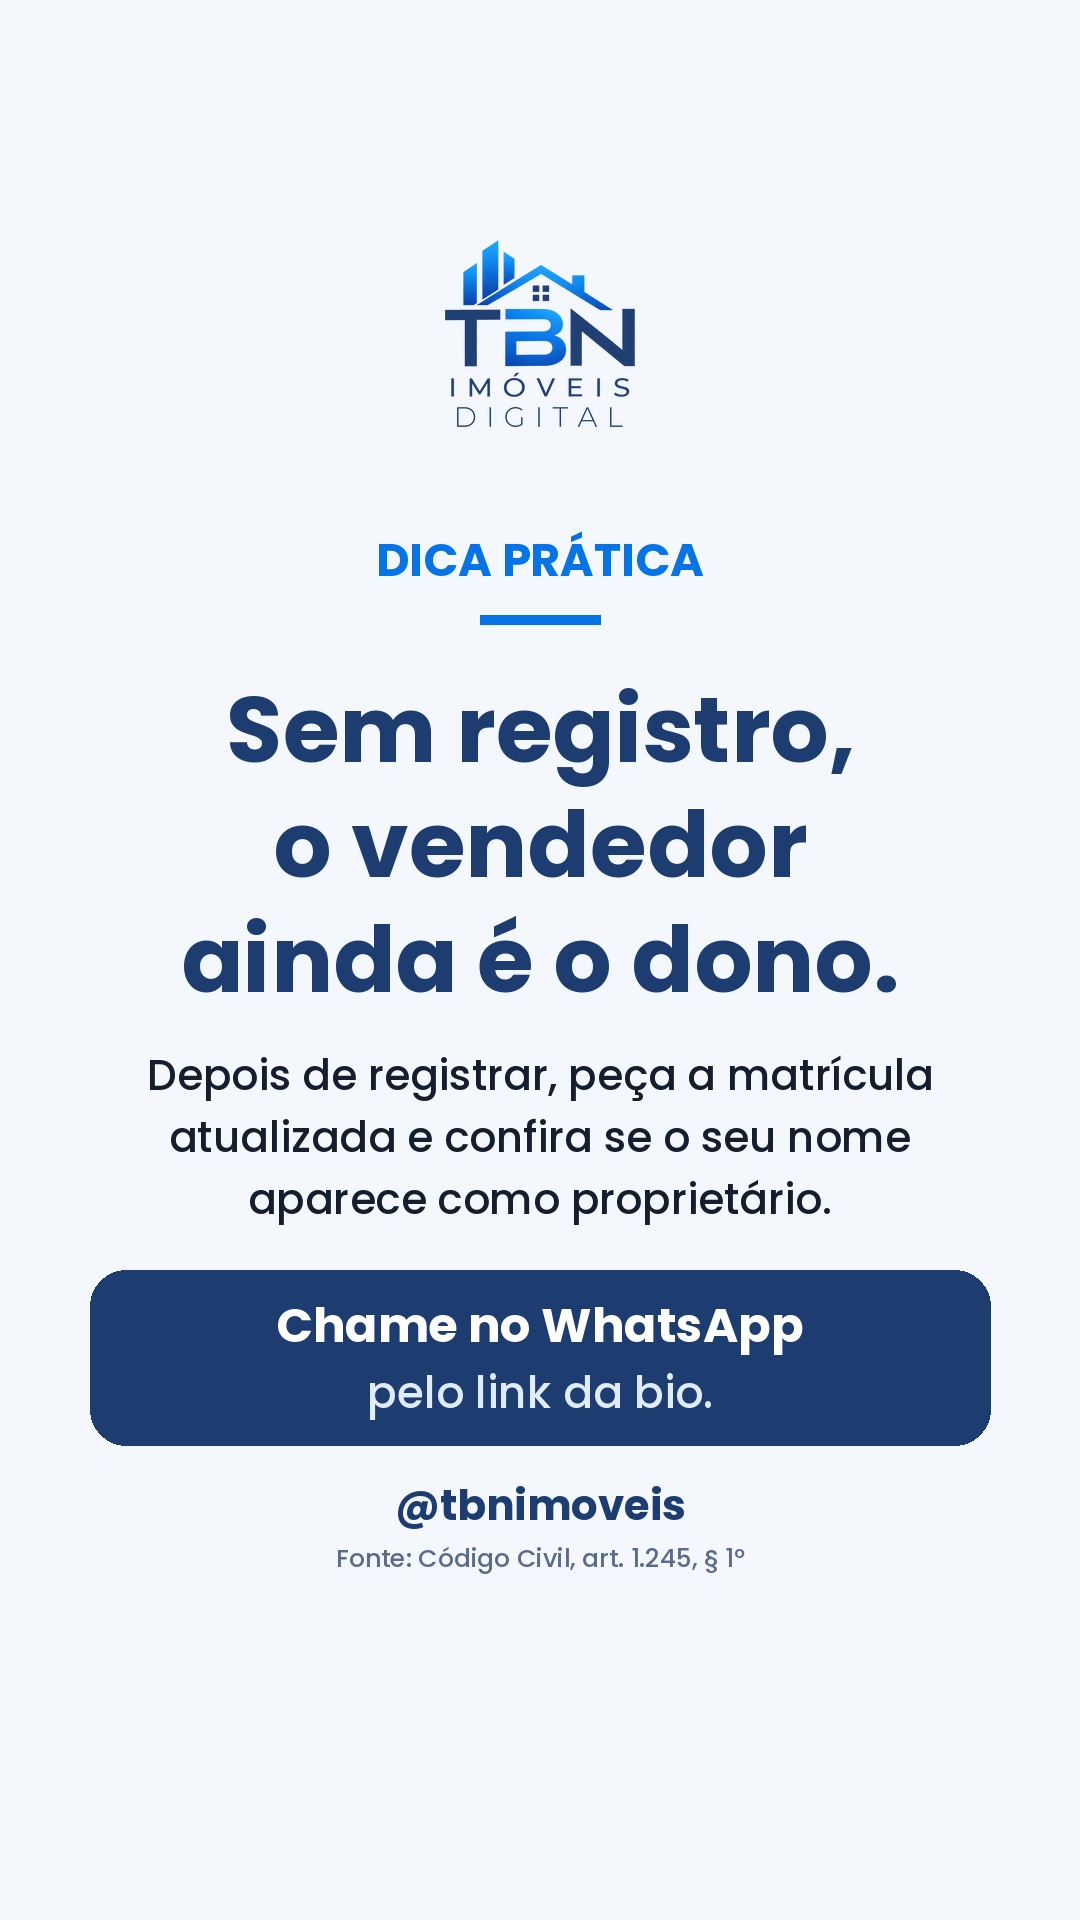 TBN
IMÓVEIS
DIGITAL
DICA PRÁTICA
Sem registro,
o vendedor
ainda é o dono.
Depois de registrar, peça a matrícula
atualizada e confira se o seu nome
aparece como proprietário.
Chame no WhatsApp
pelo link da bio.
@tbnimoveis
Fonte: Código Civil, art. 1.245, § 1º